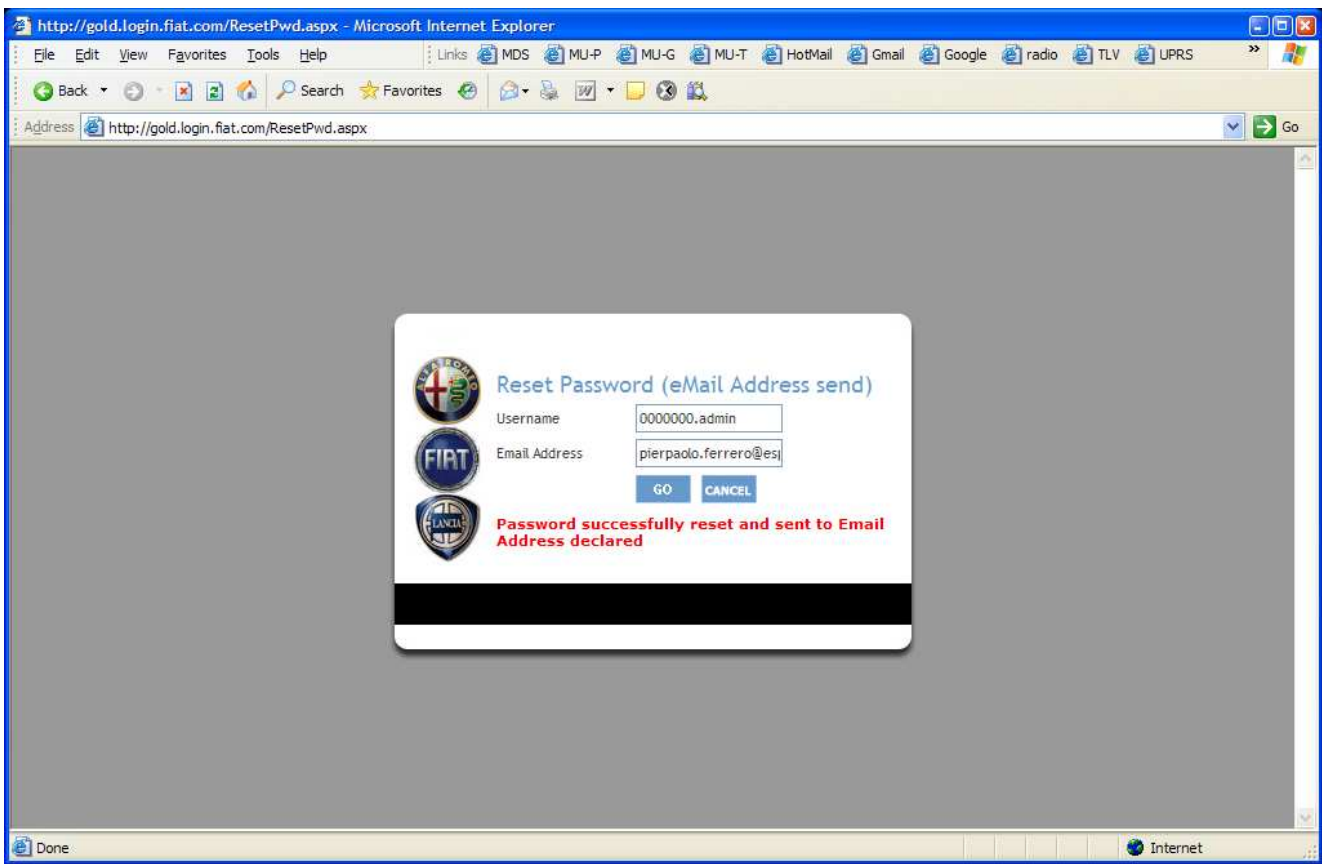 http://gold.login.fiat.com/ResetPwd.aspx - Microsoft Internet Explorer
File Edit View Favorites Tools Help Links MDS MU-P MU-G MU-T HotMail Gmail Google radio TLV UPRS »
Back Search Favorites
Address http://gold.login.fiat.com/ResetPwd.aspx Go
ALFA ROMEO
Reset Password (eMail Address send)
Username 0000000.admin
FIAT
Email Address pierpaolo.ferrero@esp
GO CANCEL
LANCIA
Password successfully reset and sent to Email
Address declared
Done Internet